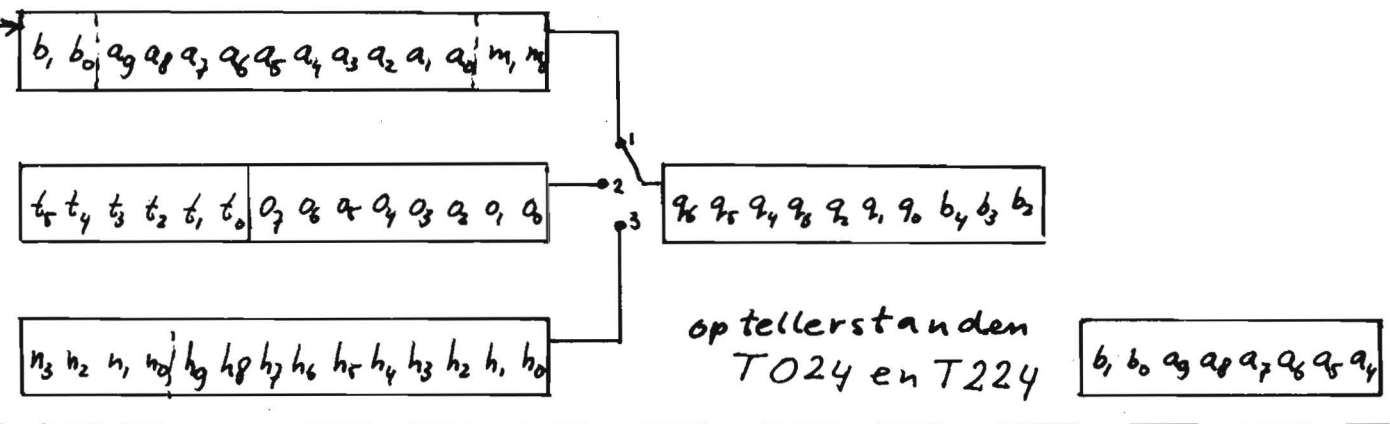 b₁ b₀ a₉ a₈ a₇ a₆ a₅ a₄ a₃ a₂ a₁ a₀ m₁ m₀
1
t₅ t₄ t₃ t₂ t₁ t₀ o₇ o₆ o₅ o₄ o₃ o₂ o₁ o₀
2
q₆ q₅ q₄ q₃ q₂ q₁ q₀ b₄ b₃ b₂
3
n₃ n₂ n₁ n₀ h₉ h₈ h₇ h₆ h₅ h₄ h₃ h₂ h₁ h₀
op tellerstanden
T024 en T224
b₁ b₀ a₉ a₈ a₇ a₆ a₅ a₄